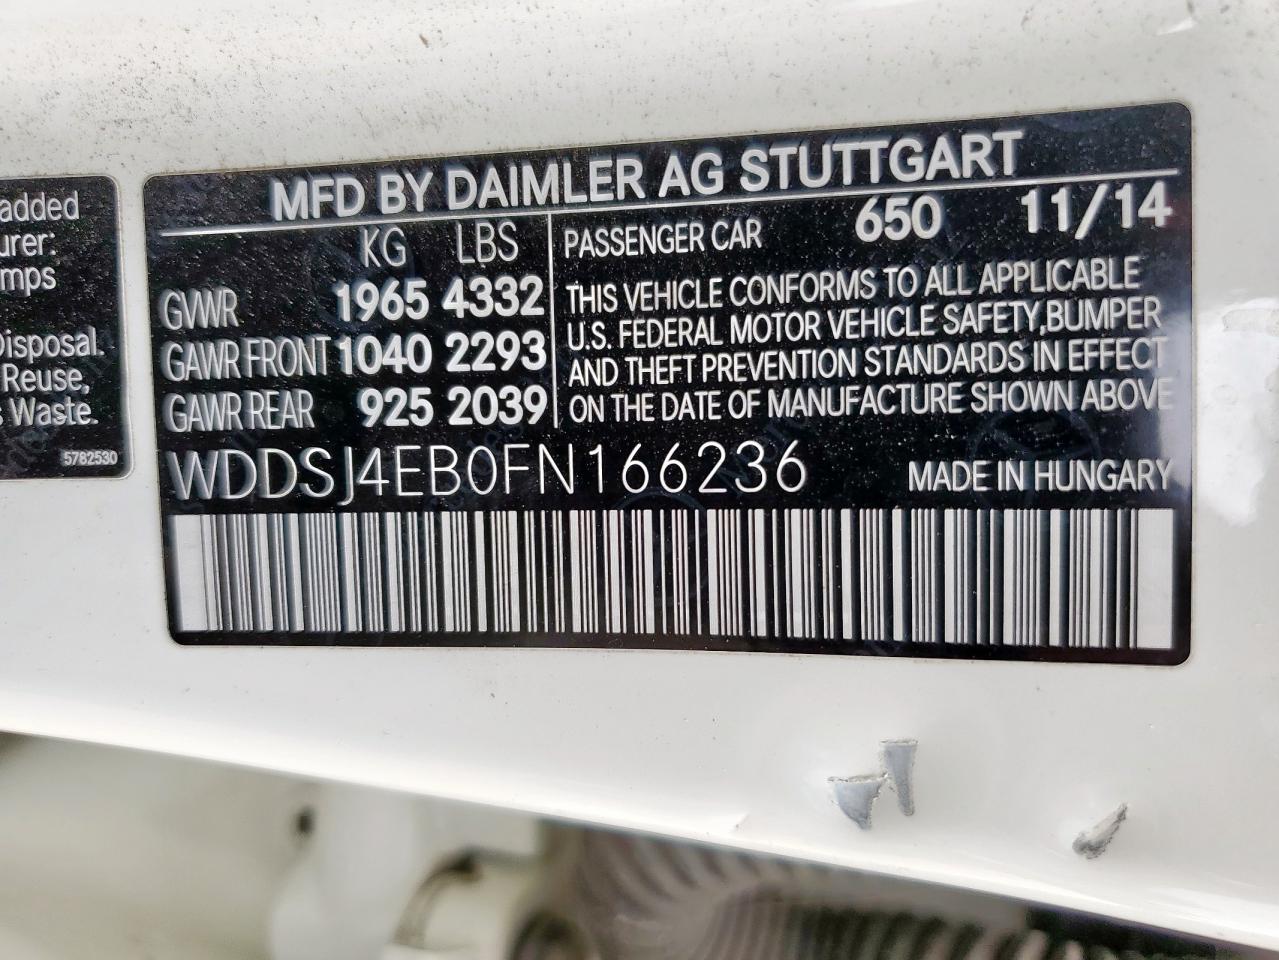 added
urer:
mps
Disposal.
Reuse,
s Waste.
5782530
MFD BY DAIMLER AG STUTTGART
KG LBS
GVWR 1965 4332
GAWR FRONT 1040 2293
GAWR REAR 925 2039
PASSENGER CAR 650 11/14
THIS VEHICLE CONFORMS TO ALL APPLICABLE
U.S. FEDERAL MOTOR VEHICLE SAFETY,BUMPER
AND THEFT PREVENTION STANDARDS IN EFFECT
ON THE DATE OF MANUFACTURE SHOWN ABOVE
WDDSJ4EB0FN166236 MADE IN HUNGARY